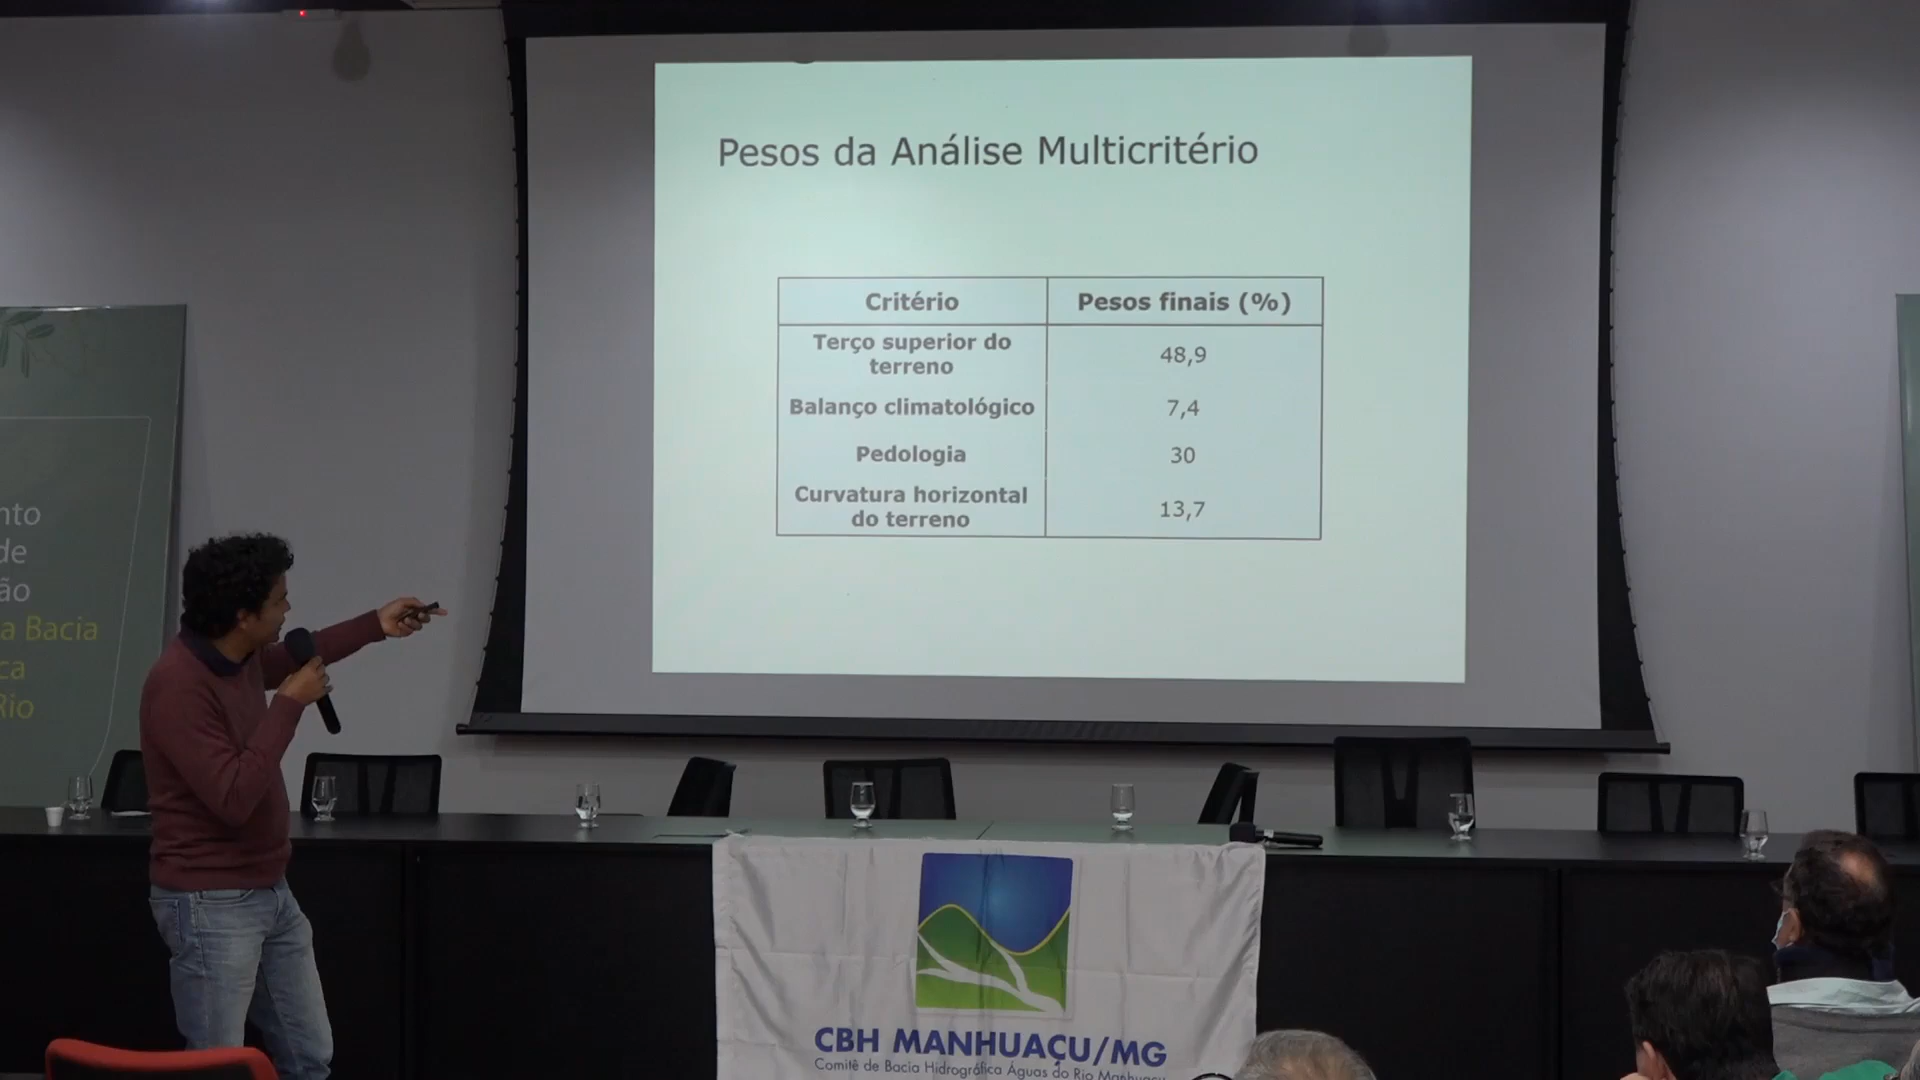 Pesos da Análise Multicritério
Critério
Pesos finais (%)
Terço superior do
terreno
48,9
Balanço climatológico
7,4
Pedologia
30
Curvatura horizontal
do terreno
13,7
nto
de
ão
a Bacia
ca
Rio
CBH MANHUAÇU/MG
Comitê de Bacia Hidrográfica Águas do Rio Manhuaçu